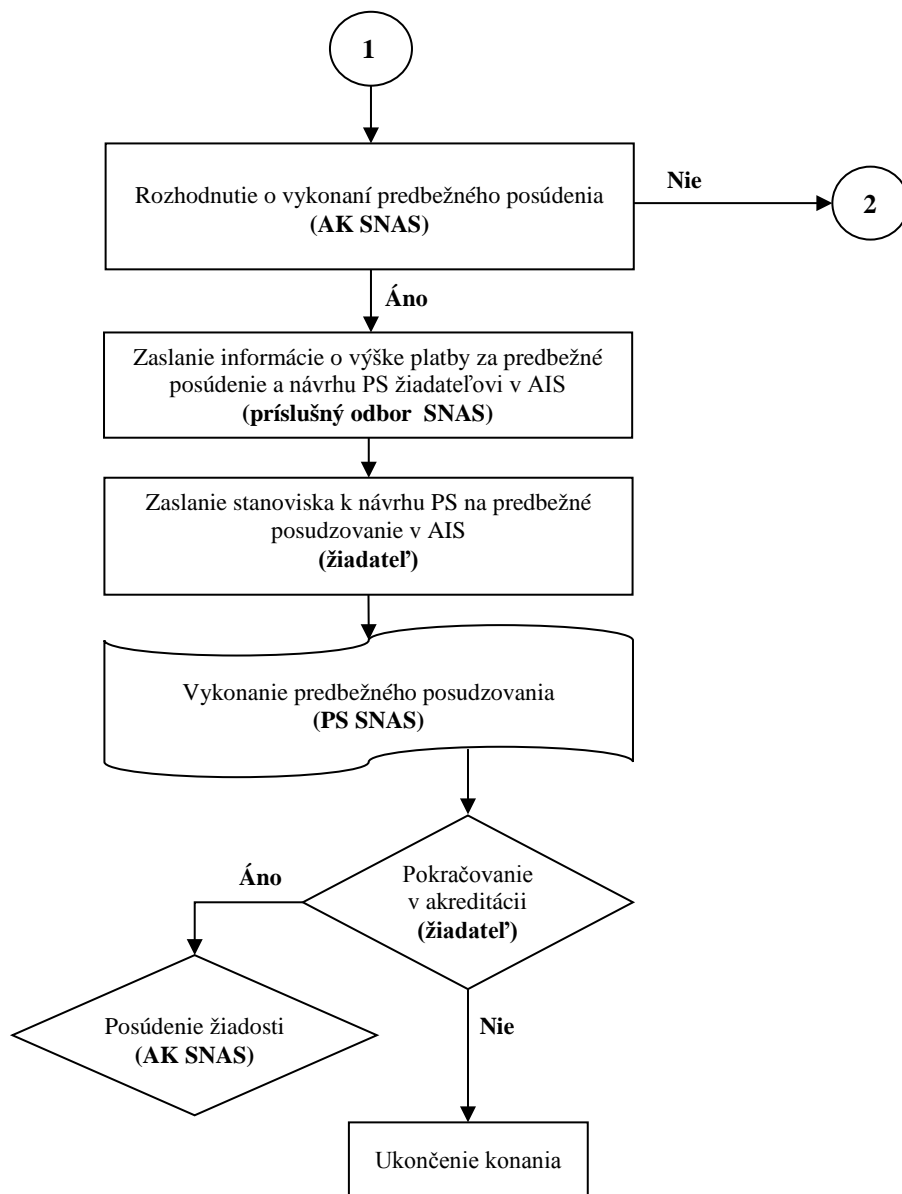 1
Rozhodnutie o vykonaní predbežného posúdenia
(AK SNAS)
Nie
2
Áno
Zaslanie informácie o výške platby za predbežné
posúdenie a návrhu PS žiadateľovi v AIS
(príslušný odbor  SNAS)
Zaslanie stanoviska k návrhu PS na predbežné
posudzovanie v AIS
(žiadateľ)
Vykonanie predbežného posudzovania
(PS SNAS)
Pokračovanie
v akreditácii
(žiadateľ)
Áno
Posúdenie žiadosti
(AK SNAS)
Nie
Ukončenie konania